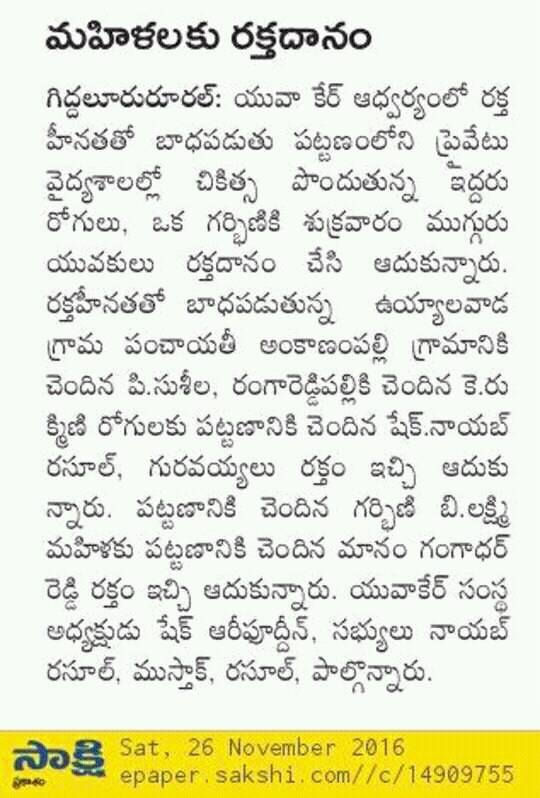 మహిళలకు రక్తదానం
గిద్దలూరురూరల్: యువా కేర్ ఆధ్వర్యంలో రక్త
హీనతతో బాధపడుతు పట్టణంలోని ప్రైవేటు
వైద్యశాలల్లో చికిత్స పొందుతున్న ఇద్దరు
రోగులు, ఒక గర్భిణికి శుక్రవారం ముగ్గురు
యువకులు రక్తదానం చేసి ఆదుకున్నారు.
రక్తహీనతతో బాధపడుతున్న ఉయ్యాలవాడ
గ్రామ పంచాయతీ అంకాణంపల్లి గ్రామానికి
చెందిన పి.సుశీల, రంగారెడ్డిపల్లికి చెందిన కె.రు
క్మిణి రోగులకు పట్టణానికి చెందిన షేక్.నాయబ్
రసూల్, గురవయ్యలు రక్తం ఇచ్చి ఆదుకు
న్నారు. పట్టణానికి చెందిన గర్భిణి బి.లక్ష్మి
మహిళకు పట్టణానికి చెందిన మానం గంగాధర్
రెడ్డి రక్తం ఇచ్చి ఆదుకున్నారు. యువాకేర్ సంస్థ
అధ్యక్షుడు షేక్ ఆరీఫూద్దీన్, సభ్యులు నాయబ్
రసూల్, ముస్తాక్, రసూల్, పాల్గొన్నారు.
సాక్షి Sat, 26 November 2016
ప్రకాశం epaper.sakshi.com//c/14909755